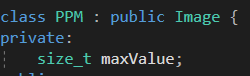 class PPM : public Image {
private:
    size_t maxValue;